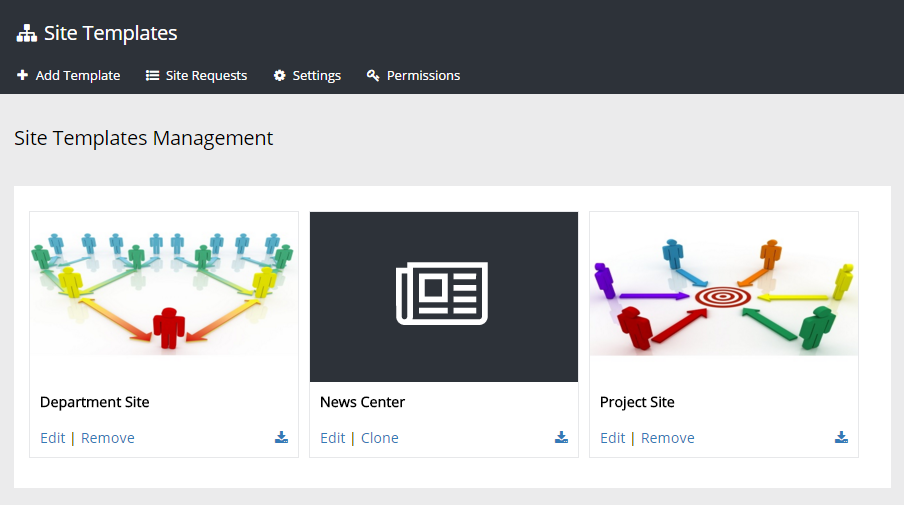 Site Templates
Add Template Site Requests Settings Permissions
Site Templates Management
Department Site
Edit | Remove
News Center
Edit | Clone
Project Site
Edit | Remove